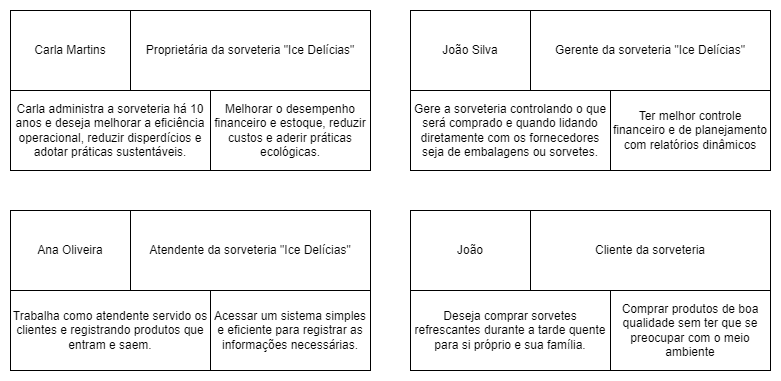 Carla Martins
Proprietária da sorveteria "Ice Delícias"
Carla administra a sorveteria há 10
anos e deseja melhorar a eficiência
operacional, reduzir disperdícios e
adotar práticas sustentáveis.
Melhorar o desempenho
financeiro e estoque, reduzir
custos e aderir práticas
ecológicas.
João Silva
Gerente da sorveteria "Ice Delícias"
Gere a sorveteria controlando o que
será comprado e quando lidando
diretamente com os fornecedores
seja de embalagens ou sorvetes.
Ter melhor controle
financeiro e de planejamento
com relatórios dinâmicos
Ana Oliveira
Atendente da sorveteria "Ice Delícias"
Trabalha como atendente servido os
clientes e registrando produtos que
entram e saem.
Acessar um sistema simples
e eficiente para registrar as
informações necessárias.
João
Cliente da sorveteria
Deseja comprar sorvetes
refrescantes durante a tarde quente
para si próprio e sua família.
Comprar produtos de boa
qualidade sem ter que se
preocupar com o meio
ambiente